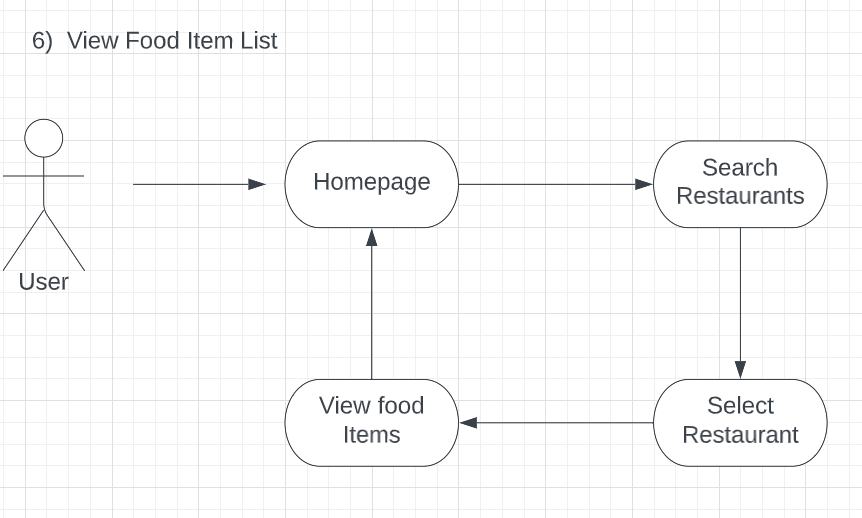 6)  View Food Item List
Homepage
Search
Restaurants
User
View food
Items
Select
Restaurant